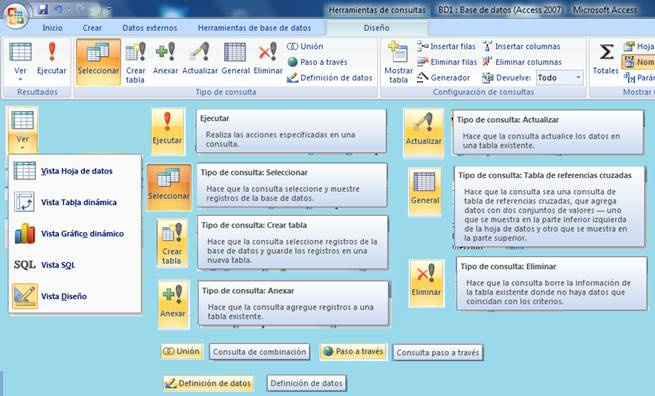 Herramientas de consultas
BD1 : Base de datos (Access 2007) - Microsoft Access
Inicio
Crear
Datos externos
Herramientas de base de datos
Diseño
Ver
Ejecutar
Seleccionar
Crear
tabla
Anexar
Actualizar
General
Eliminar
Unión
Paso a través
Definición de datos
Mostrar
tabla
Insertar filas
Eliminar filas
Generador
Insertar columnas
Eliminar columnas
Devuelve: Todo
Totales
Hoja
Nom
Pará
Resultados
Tipo de consulta
Configuración de consultas
Mostrar
Ver
Vista Hoja de datos
Vista Tabla dinámica
Vista Gráfico dinámico
SQL Vista SQL
Vista Diseño
Ejecutar
Ejecutar
Realiza las acciones especificadas en una
consulta.
Seleccionar
Tipo de consulta: Seleccionar
Hace que la consulta seleccione y muestre
registros de la base de datos.
Crear
tabla
Tipo de consulta: Crear tabla
Hace que la consulta seleccione registros de la
base de datos y guarde los registros en una
nueva tabla.
Anexar
Tipo de consulta: Anexar
Hace que la consulta agregue registros a una
tabla existente.
Actualizar
Tipo de consulta: Actualizar
Hace que la consulta actualice los datos en
una tabla existente.
General
Tipo de consulta: Tabla de referencias cruzadas
Hace que la consulta sea una consulta de
tabla de referencias cruzadas, que agrega
datos con dos conjuntos de valores — uno
que se muestra en la parte inferior izquierda
de la hoja de datos y otro que se muestra en
la parte superior.
Eliminar
Tipo de consulta: Eliminar
Hace que la consulta borre la información de
la tabla existente donde no haya datos que
coincidan con los criterios.
Unión
Consulta de combinación
Paso a través
Consulta paso a través
Definición de datos
Definición de datos